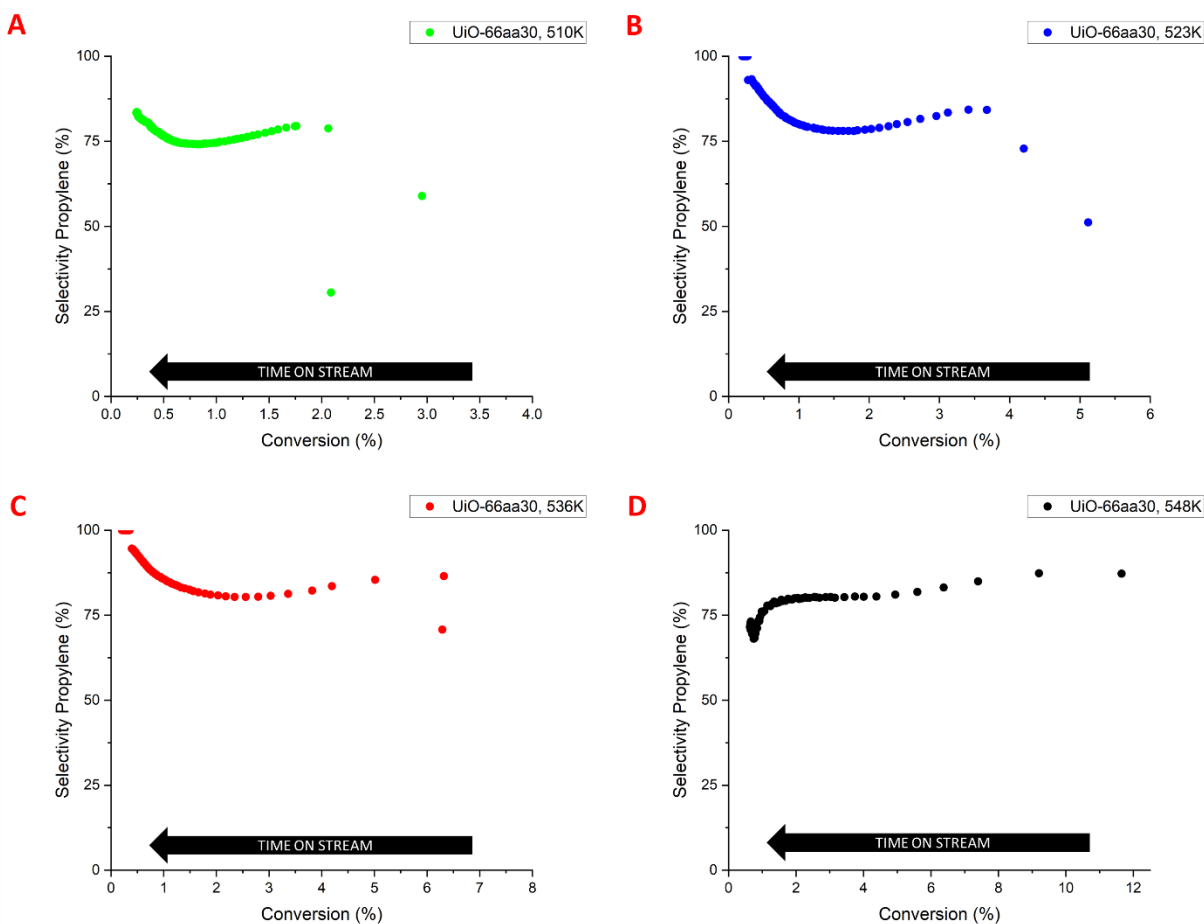 A
UiO-66aa30, 510K
100
75
50
25
0
Selectivity Propylene (%)
TIME ON STREAM
0.0 0.5 1.0 1.5 2.0 2.5 3.0 3.5 4.0
Conversion (%)
B
UiO-66aa30, 523K
100
75
50
25
0
Selectivity Propylene (%)
TIME ON STREAM
0 1 2 3 4 5 6
Conversion (%)
C
UiO-66aa30, 536K
100
75
50
25
0
Selectivity Propylene (%)
TIME ON STREAM
0 1 2 3 4 5 6 7 8
Conversion (%)
D
UiO-66aa30, 548K
100
75
50
25
0
Selectivity Propylene (%)
TIME ON STREAM
0 2 4 6 8 10 12
Conversion (%)